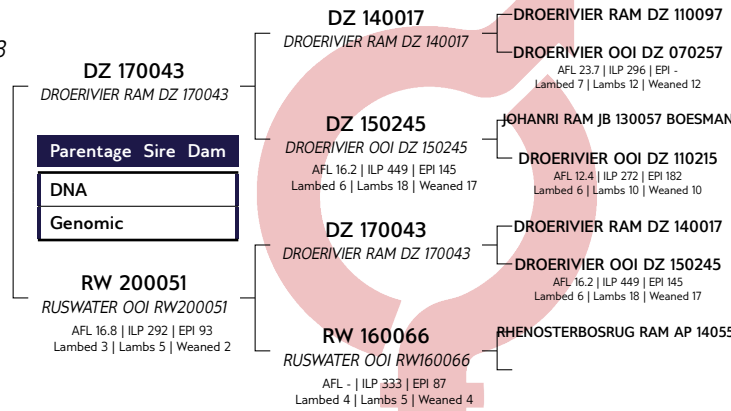 3
DZ 170043
DROERIVIER RAM DZ 170043
Parentage Sire Dam
DNA
Genomic
RW 200051
RUSWATER OOI RW200051
AFL 16.8 | ILP 292 | EPI 93
Lambed 3 | Lambs 5 | Weaned 2
DZ 140017
DROERIVIER RAM DZ 140017
DZ 150245
DROERIVIER OOI DZ 150245
AFL 16.2 | ILP 449 | EPI 145
Lambed 6 | Lambs 18 | Weaned 17
DZ 170043
DROERIVIER RAM DZ 170043
RW 160066
RUSWATER OOI RW160066
AFL - | ILP 333 | EPI 87
Lambed 4 | Lambs 5 | Weaned 4
DROERIVIER RAM DZ 110097
DROERIVIER OOI DZ 070257
AFL 23.7 | ILP 296 | EPI -
Lambed 7 | Lambs 12 | Weaned 12
JOHANRI RAM JB 130057 BOESMAN
DROERIVIER OOI DZ 110215
AFL 12.4 | ILP 272 | EPI 182
Lambed 6 | Lambs 10 | Weaned 10
DROERIVIER RAM DZ 140017
DROERIVIER OOI DZ 150245
AFL 16.2 | ILP 449 | EPI 145
Lambed 6 | Lambs 18 | Weaned 17
RHENOSTERBOSRUG RAM AP 14055